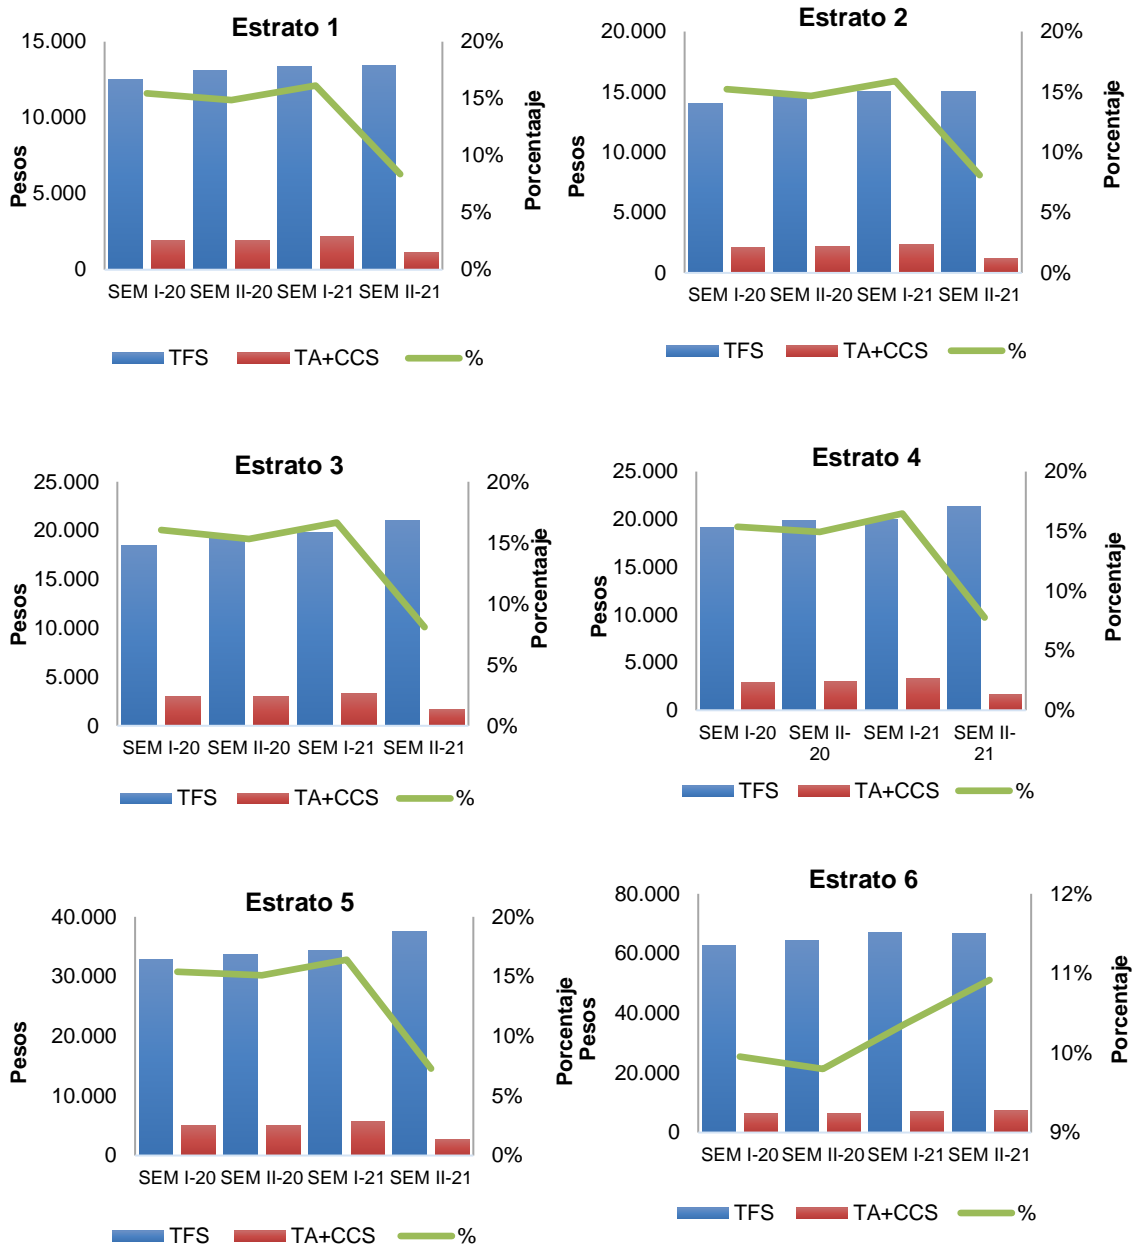 Estrato 1
15.000
10.000
5.000
0
20%
15%
10%
5%
0%
Pesos
Porcentaaje
SEM I-20 SEM II-20 SEM I-21 SEM II-21
TFS TA+CCS %
Estrato 2
20.000
15.000
10.000
5.000
0
20%
15%
10%
5%
0%
Pesos
Porcentaje
SEM I-20 SEM II-20 SEM I-21 SEM II-21
TFS TA+CCS %
Estrato 3
25.000
20.000
15.000
10.000
5.000
0
20%
15%
10%
5%
0%
Pesos
Porcentaaje
SEM I-20 SEM II-20 SEM I-21 SEM II-21
TFS TA+CCS %
Estrato 4
25.000
20.000
15.000
10.000
5.000
0
20%
15%
10%
5%
0%
Pesos
Porcentaje
SEM I-20 SEM II- SEM I-21 SEM II-
20 21
TFS TA+CCS %
Estrato 5
40.000
30.000
20.000
10.000
0
20%
15%
10%
5%
0%
Pesos
Porcentaje
SEM I-20 SEM II-20 SEM I-21 SEM II-21
TFS TA+CCS %
Estrato 6
80.000
60.000
40.000
20.000
0
12%
11%
10%
9%
Pesos
Porcentaje
SEM I-20 SEM II-20 SEM I-21 SEM II-21
TFS TA+CCS %